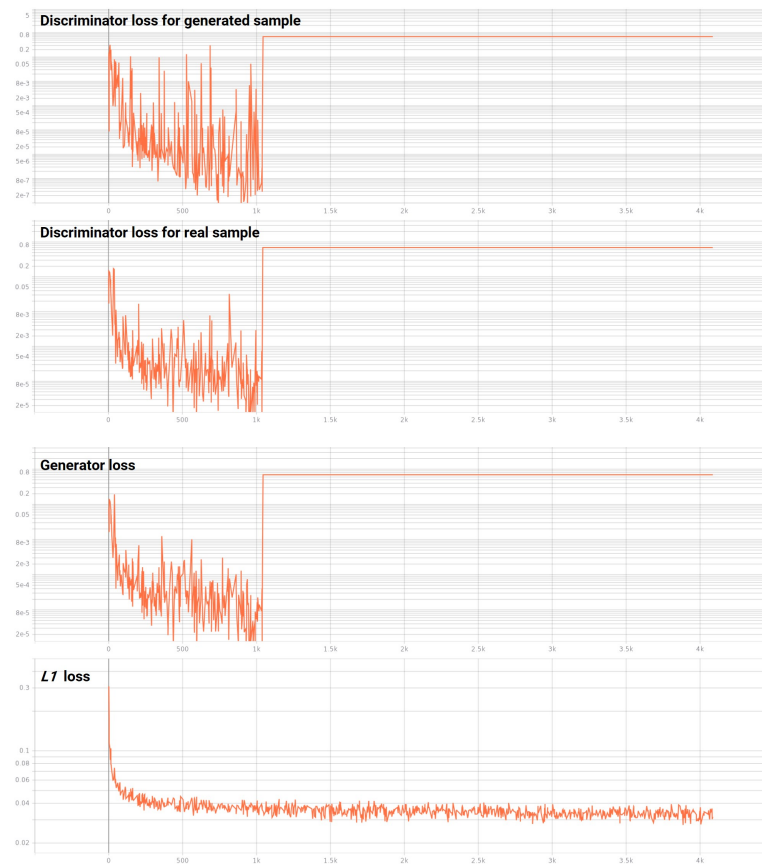 Discriminator loss for generated sample
5
0.8
0.2
0.05
8e-3
2e-3
5e-4
8e-5
2e-5
5e-6
8e-7
2e-7
0 500 1k 1.5k 2k 2.5k 3k 3.5k 4k
Discriminator loss for real sample
0.8
0.2
0.05
8e-3
2e-3
5e-4
8e-5
2e-5
0 500 1k 1.5k 2k 2.5k 3k 3.5k 4k
Generator loss
0.8
0.2
0.05
8e-3
2e-3
5e-4
8e-5
2e-5
0 500 1k 1.5k 2k 2.5k 3k 3.5k 4k
L1 loss
0.3
0.1
0.08
0.06
0.04
0.02
0 500 1k 1.5k 2k 2.5k 3k 3.5k 4k